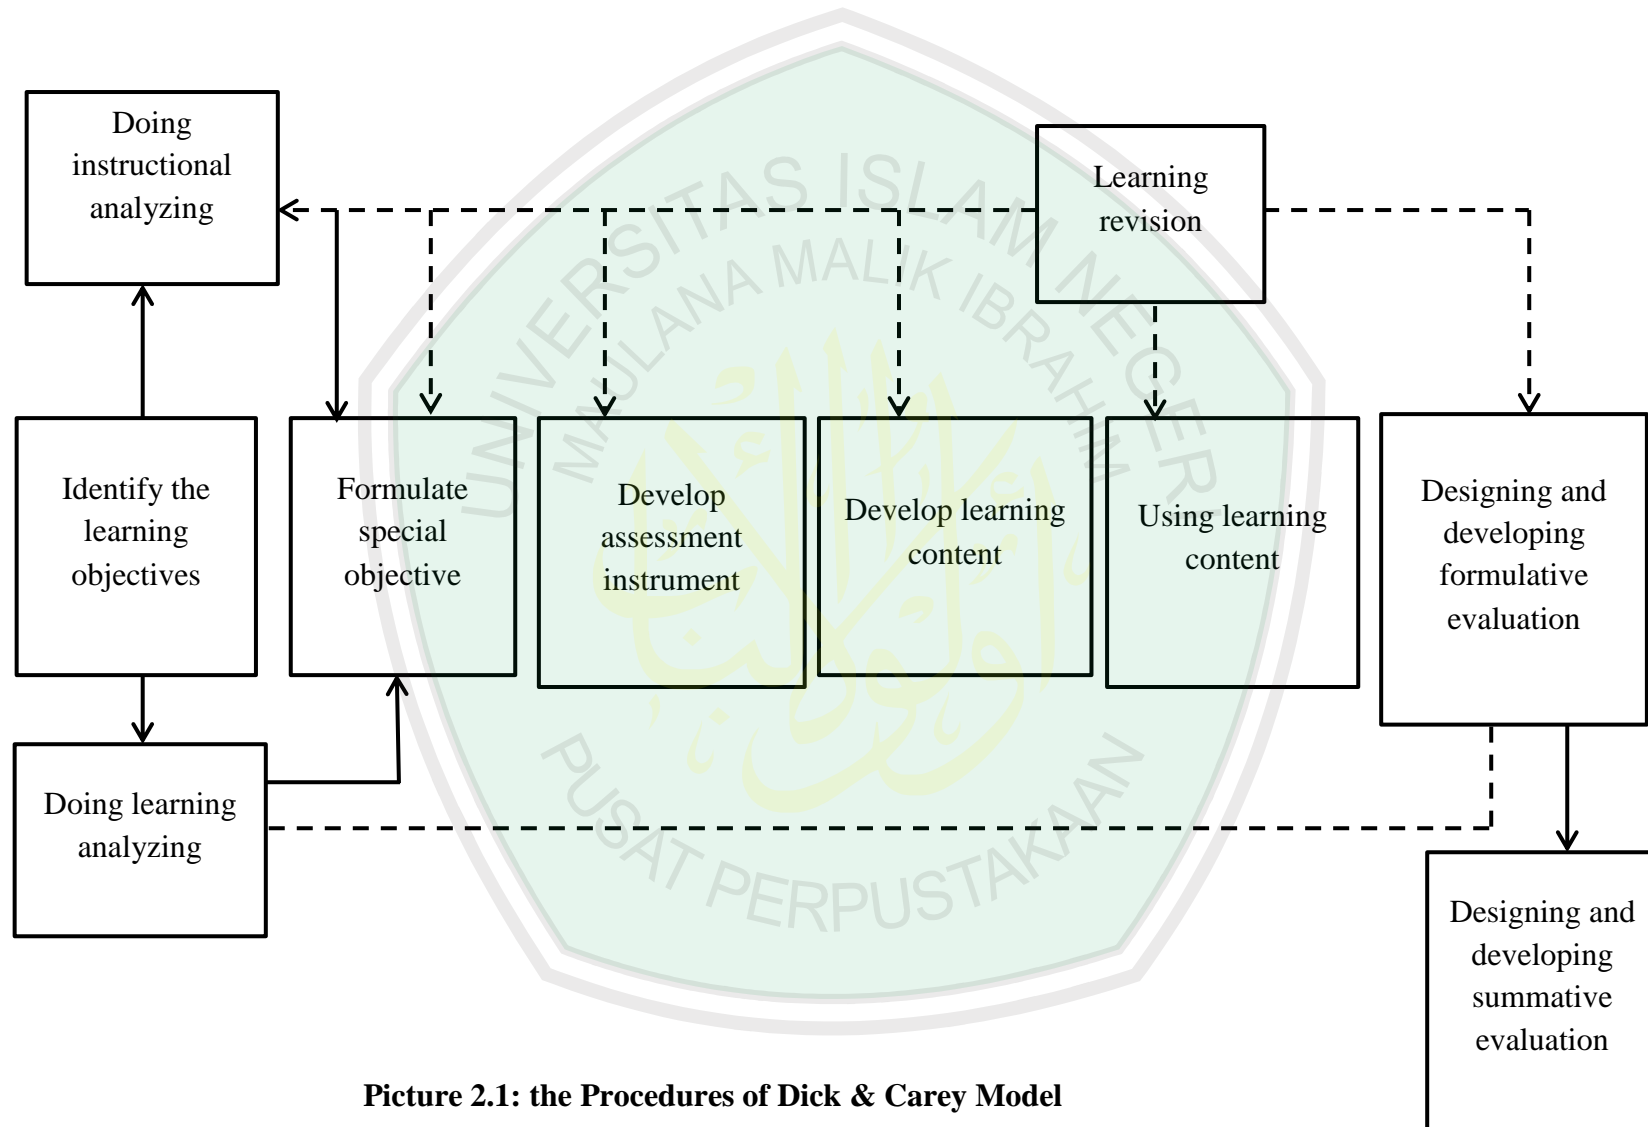 Doing
instructional
analyzing
Learning
revision
Identify the
learning
objectives
Formulate
special
objective
Develop
assessment
instrument
Develop learning
content
Using learning
content
Designing and
developing
formulative
evaluation
Doing learning
analyzing
Designing and
developing
summative
evaluation
UNIVERSITAS ISLAM NEGERI
MAULANA MALIK IBRAHIM
PUSAT PERPUSTAKAAN
Picture 2.1: the Procedures of Dick & Carey Model